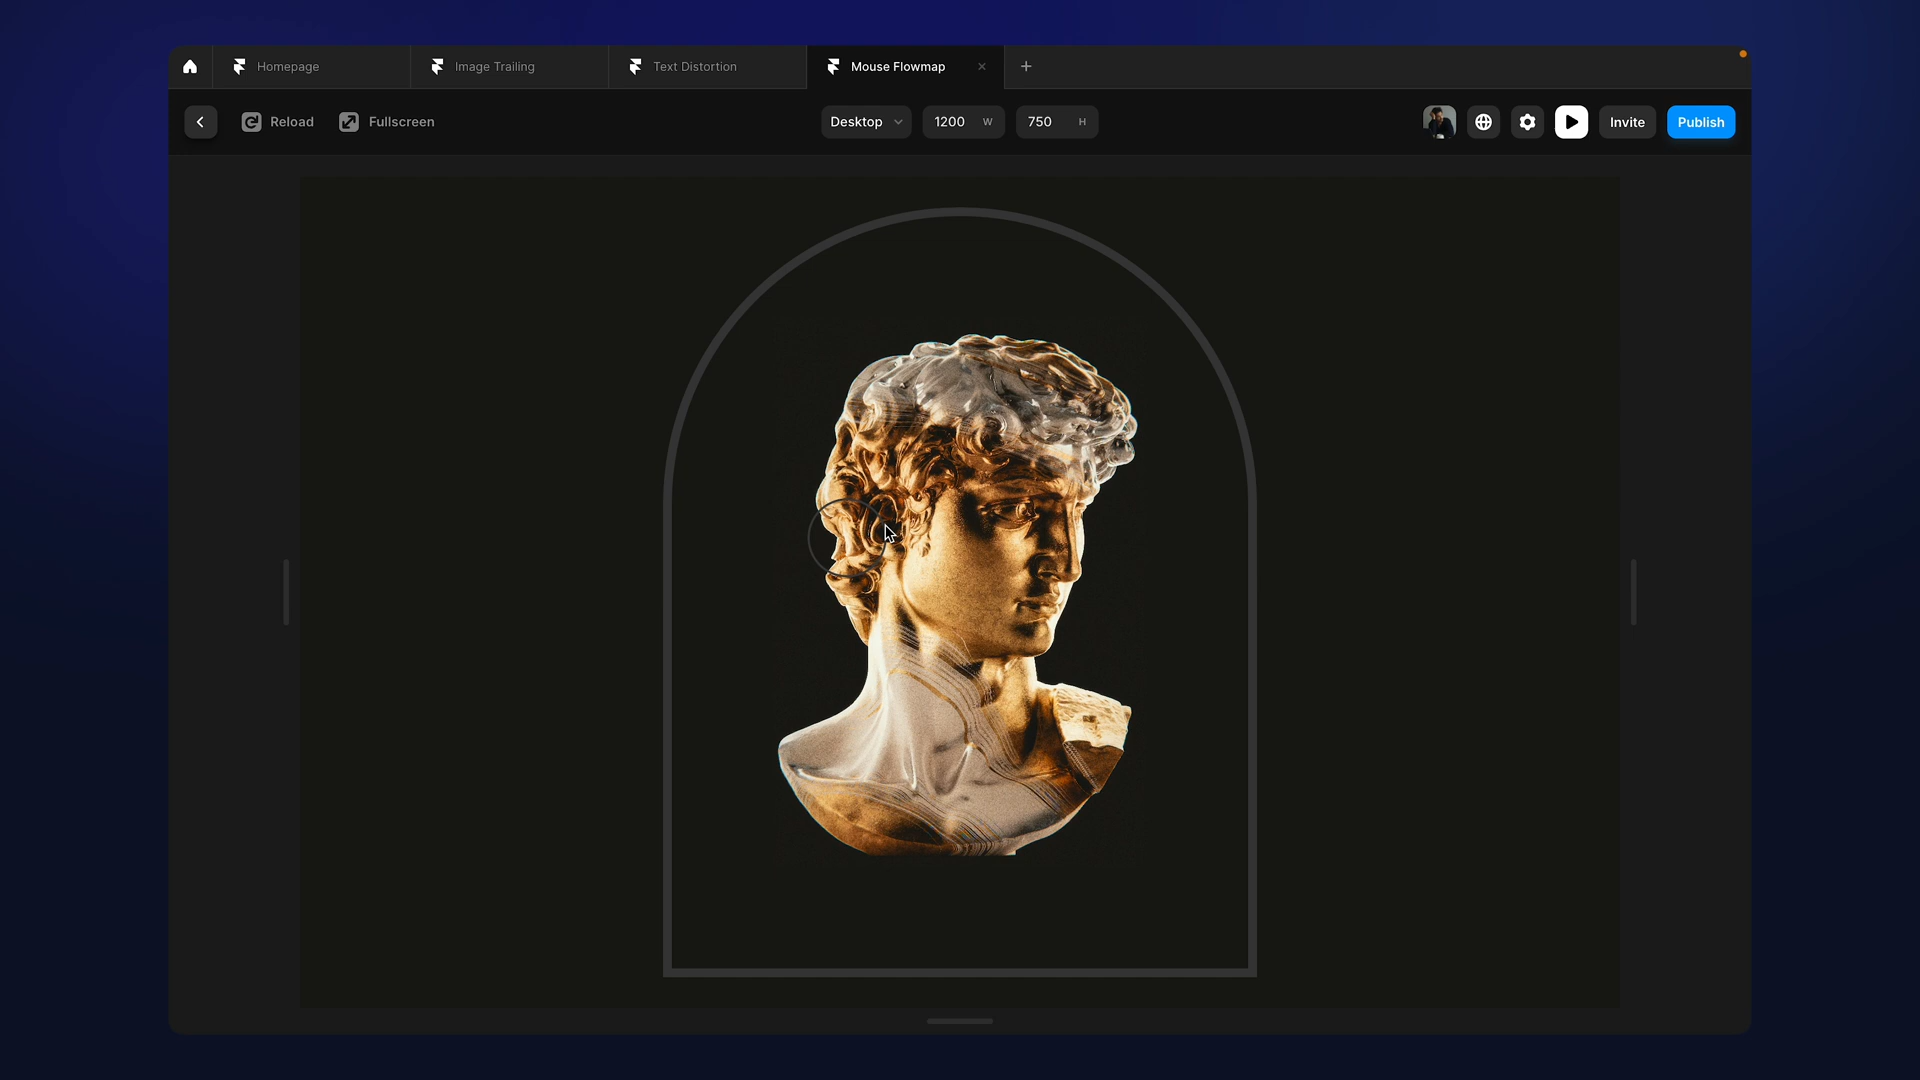 Homepage
Image Trailing
Text Distortion
Mouse Flowmap
Reload
Fullscreen
Desktop
1200 W
750 H
Invite
Publish